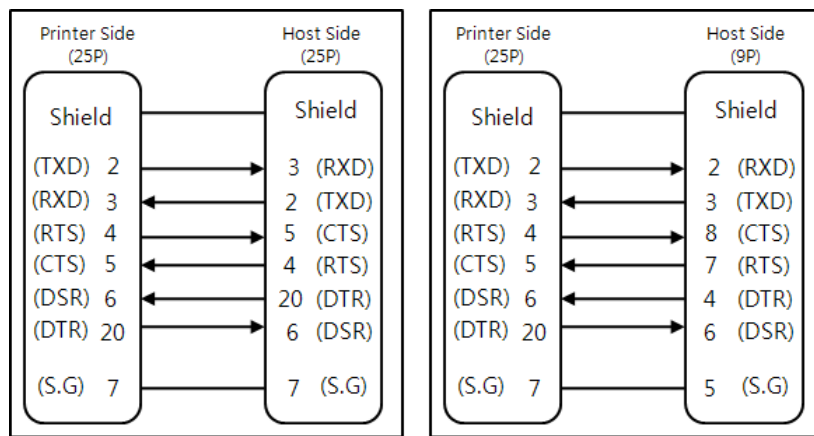 Printer Side Host Side
(25P) (25P)
Shield Shield
(TXD) 2 3 (RXD)
(RXD) 3 2 (TXD)
(RTS) 4 5 (CTS)
(CTS) 5 4 (RTS)
(DSR) 6 20 (DTR)
(DTR) 20 6 (DSR)
(S.G) 7 7 (S.G)
Printer Side Host Side
(25P) (9P)
Shield Shield
(TXD) 2 2 (RXD)
(RXD) 3 3 (TXD)
(RTS) 4 8 (CTS)
(CTS) 5 7 (RTS)
(DSR) 6 4 (DTR)
(DTR) 20 6 (DSR)
(S.G) 7 5 (S.G)